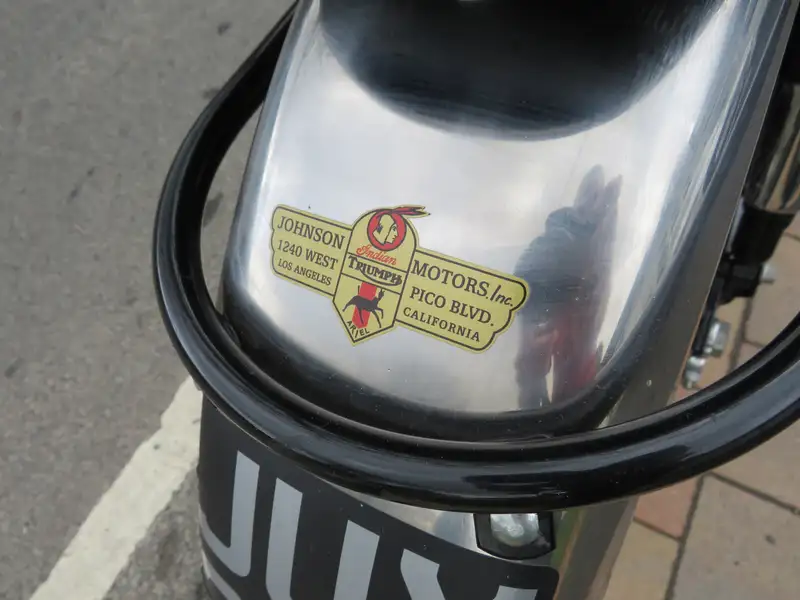 JOHNSON MOTORS, Inc.
1240 WEST PICO BLVD.
LOS ANGELES CALIFORNIA
Indian
TRIUMPH
ARIEL